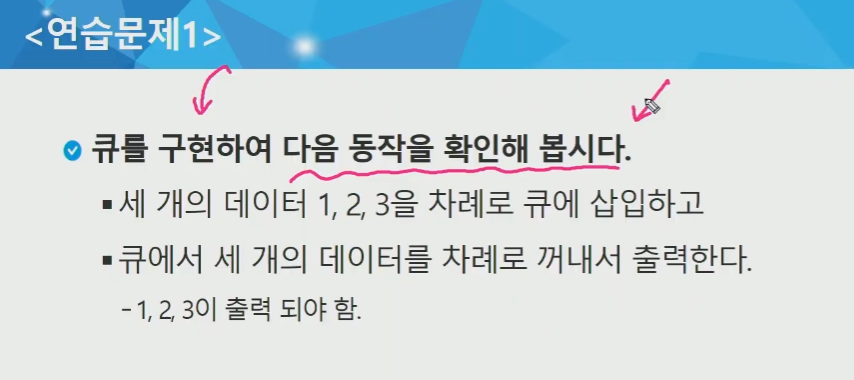 <연습문제1>
큐를 구현하여 다음 동작을 확인해 봅시다.
▪세 개의 데이터 1, 2, 3을 차례로 큐에 삽입하고
▪큐에서 세 개의 데이터를 차례로 꺼내서 출력한다.
- 1, 2, 3이 출력 되야 함.